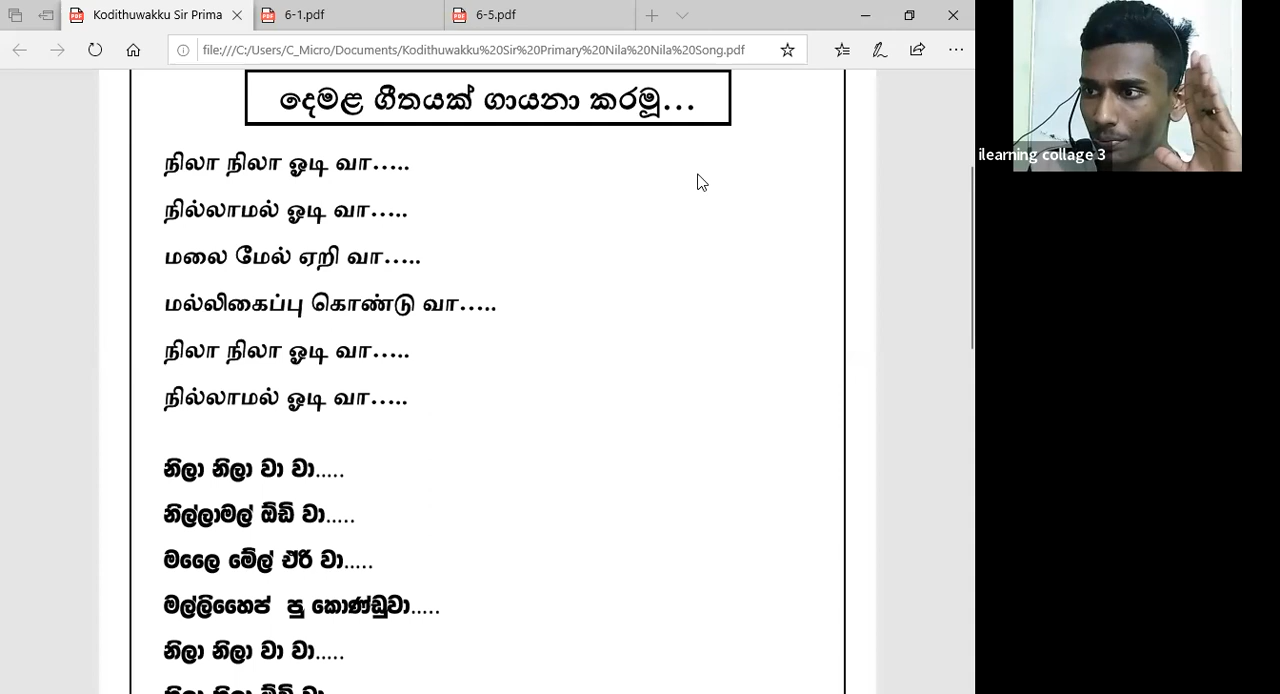 Kodithuwakku Sir Prima
6-1.pdf
6-5.pdf
file:///C:/Users/C_Micro/Documents/Kodithuwakku%20Sir%20Primary%20Nila%20Nila%20Song.pdf
දෙමළ ගීතයක් ගායනා කරමූ...
நிலா நிலா ஓடி வா.....
நில்லாமல் ஓடி வா.....
மலை மேல் ஏறி வா.....
மல்லிகைப்பு கொண்டு வா.....
நிலா நிலா ஓடி வா.....
நில்லாமல் ஓடி வா.....
නිලා නිලා වා වා.....
නිල්ලාමල් ඕඩි වා.....
මලෛ මේල් ඒරි වා.....
මල්ලිහෛප් පු කොණ්ඩුවා.....
නිලා නිලා වා වා.....
නිලා නිලා ඕඩි වා.....
ilearning collage 3